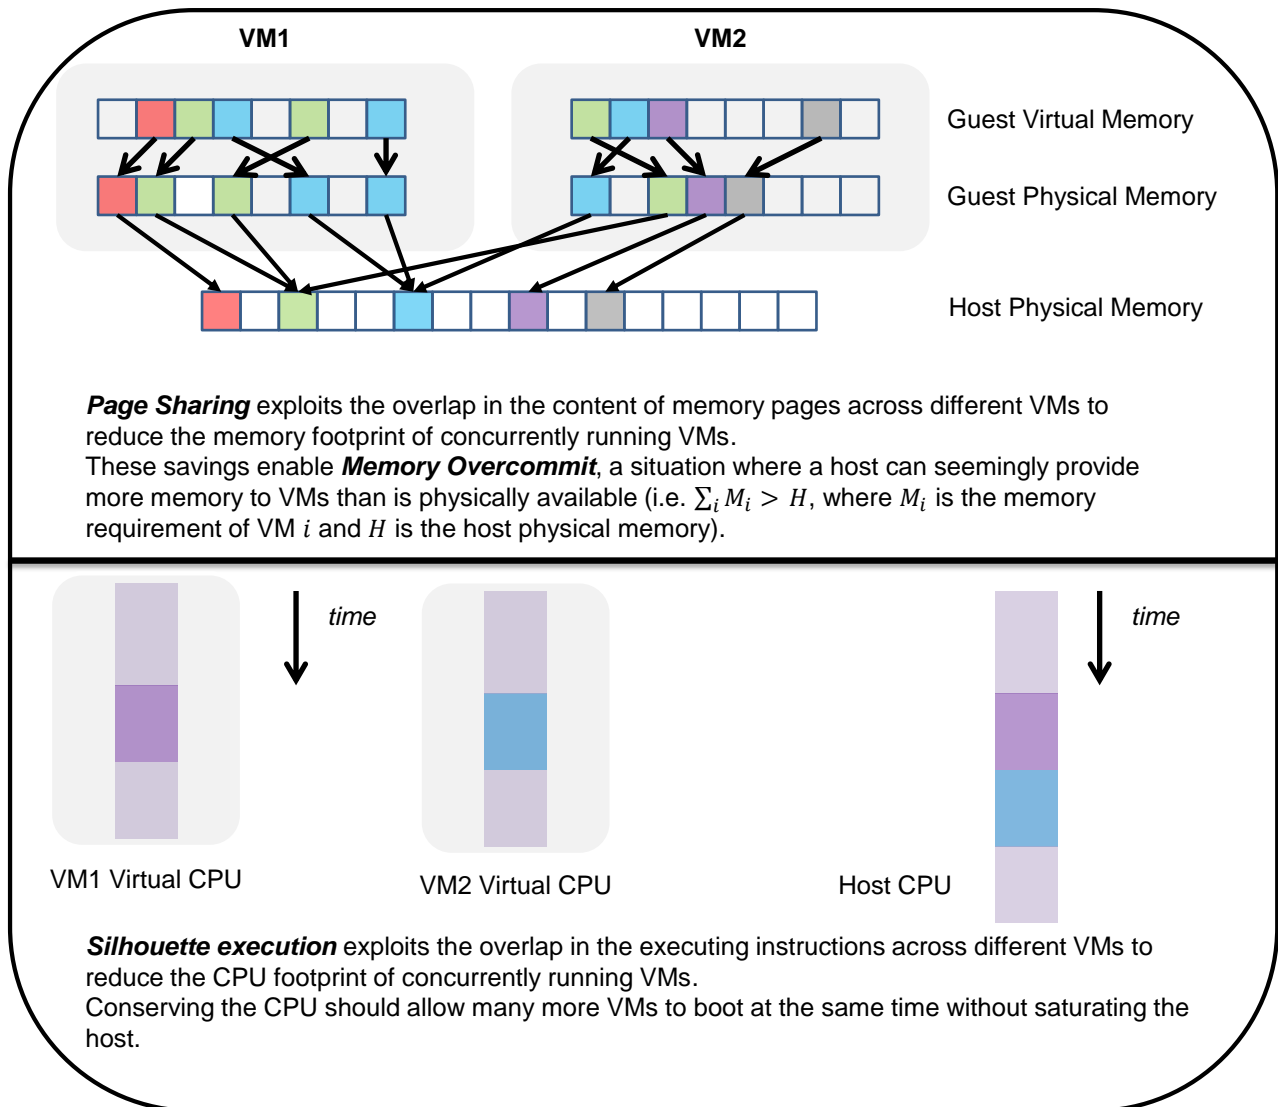 VM1
VM2
Guest Virtual Memory
Guest Physical Memory
Host Physical Memory
Page Sharing exploits the overlap in the content of memory pages across different VMs to
reduce the memory footprint of concurrently running VMs.
These savings enable Memory Overcommit, a situation where a host can seemingly provide
more memory to VMs than is physically available (i.e. ∑_i M_i > H, where M_i is the memory
requirement of VM i and H is the host physical memory).
time
time
VM1 Virtual CPU
VM2 Virtual CPU
Host CPU
Silhouette execution exploits the overlap in the executing instructions across different VMs to
reduce the CPU footprint of concurrently running VMs.
Conserving the CPU should allow many more VMs to boot at the same time without saturating the
host.